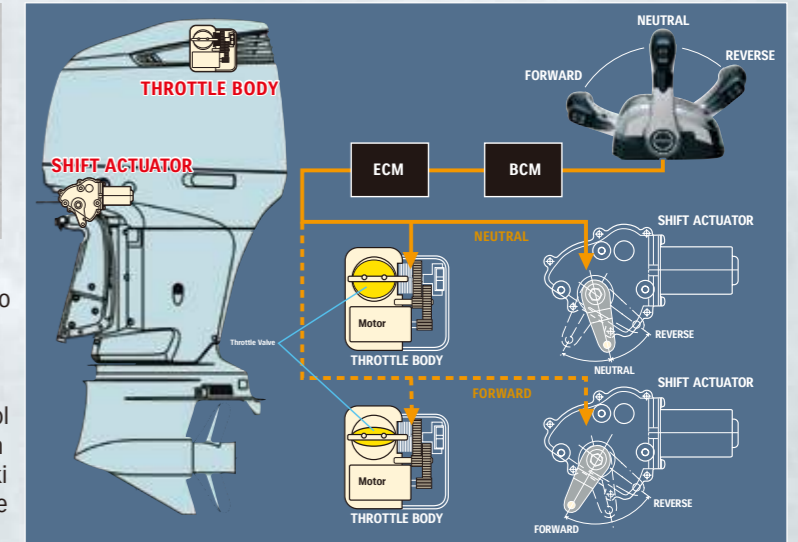 NEUTRAL
FORWARD
REVERSE
THROTTLE BODY
SHIFT ACTUATOR
ECM
BCM
NEUTRAL
SHIFT ACTUATOR
Motor
Throttle Valve
THROTTLE BODY
REVERSE
NEUTRAL
FORWARD
SHIFT ACTUATOR
Motor
THROTTLE BODY
REVERSE
FORWARD